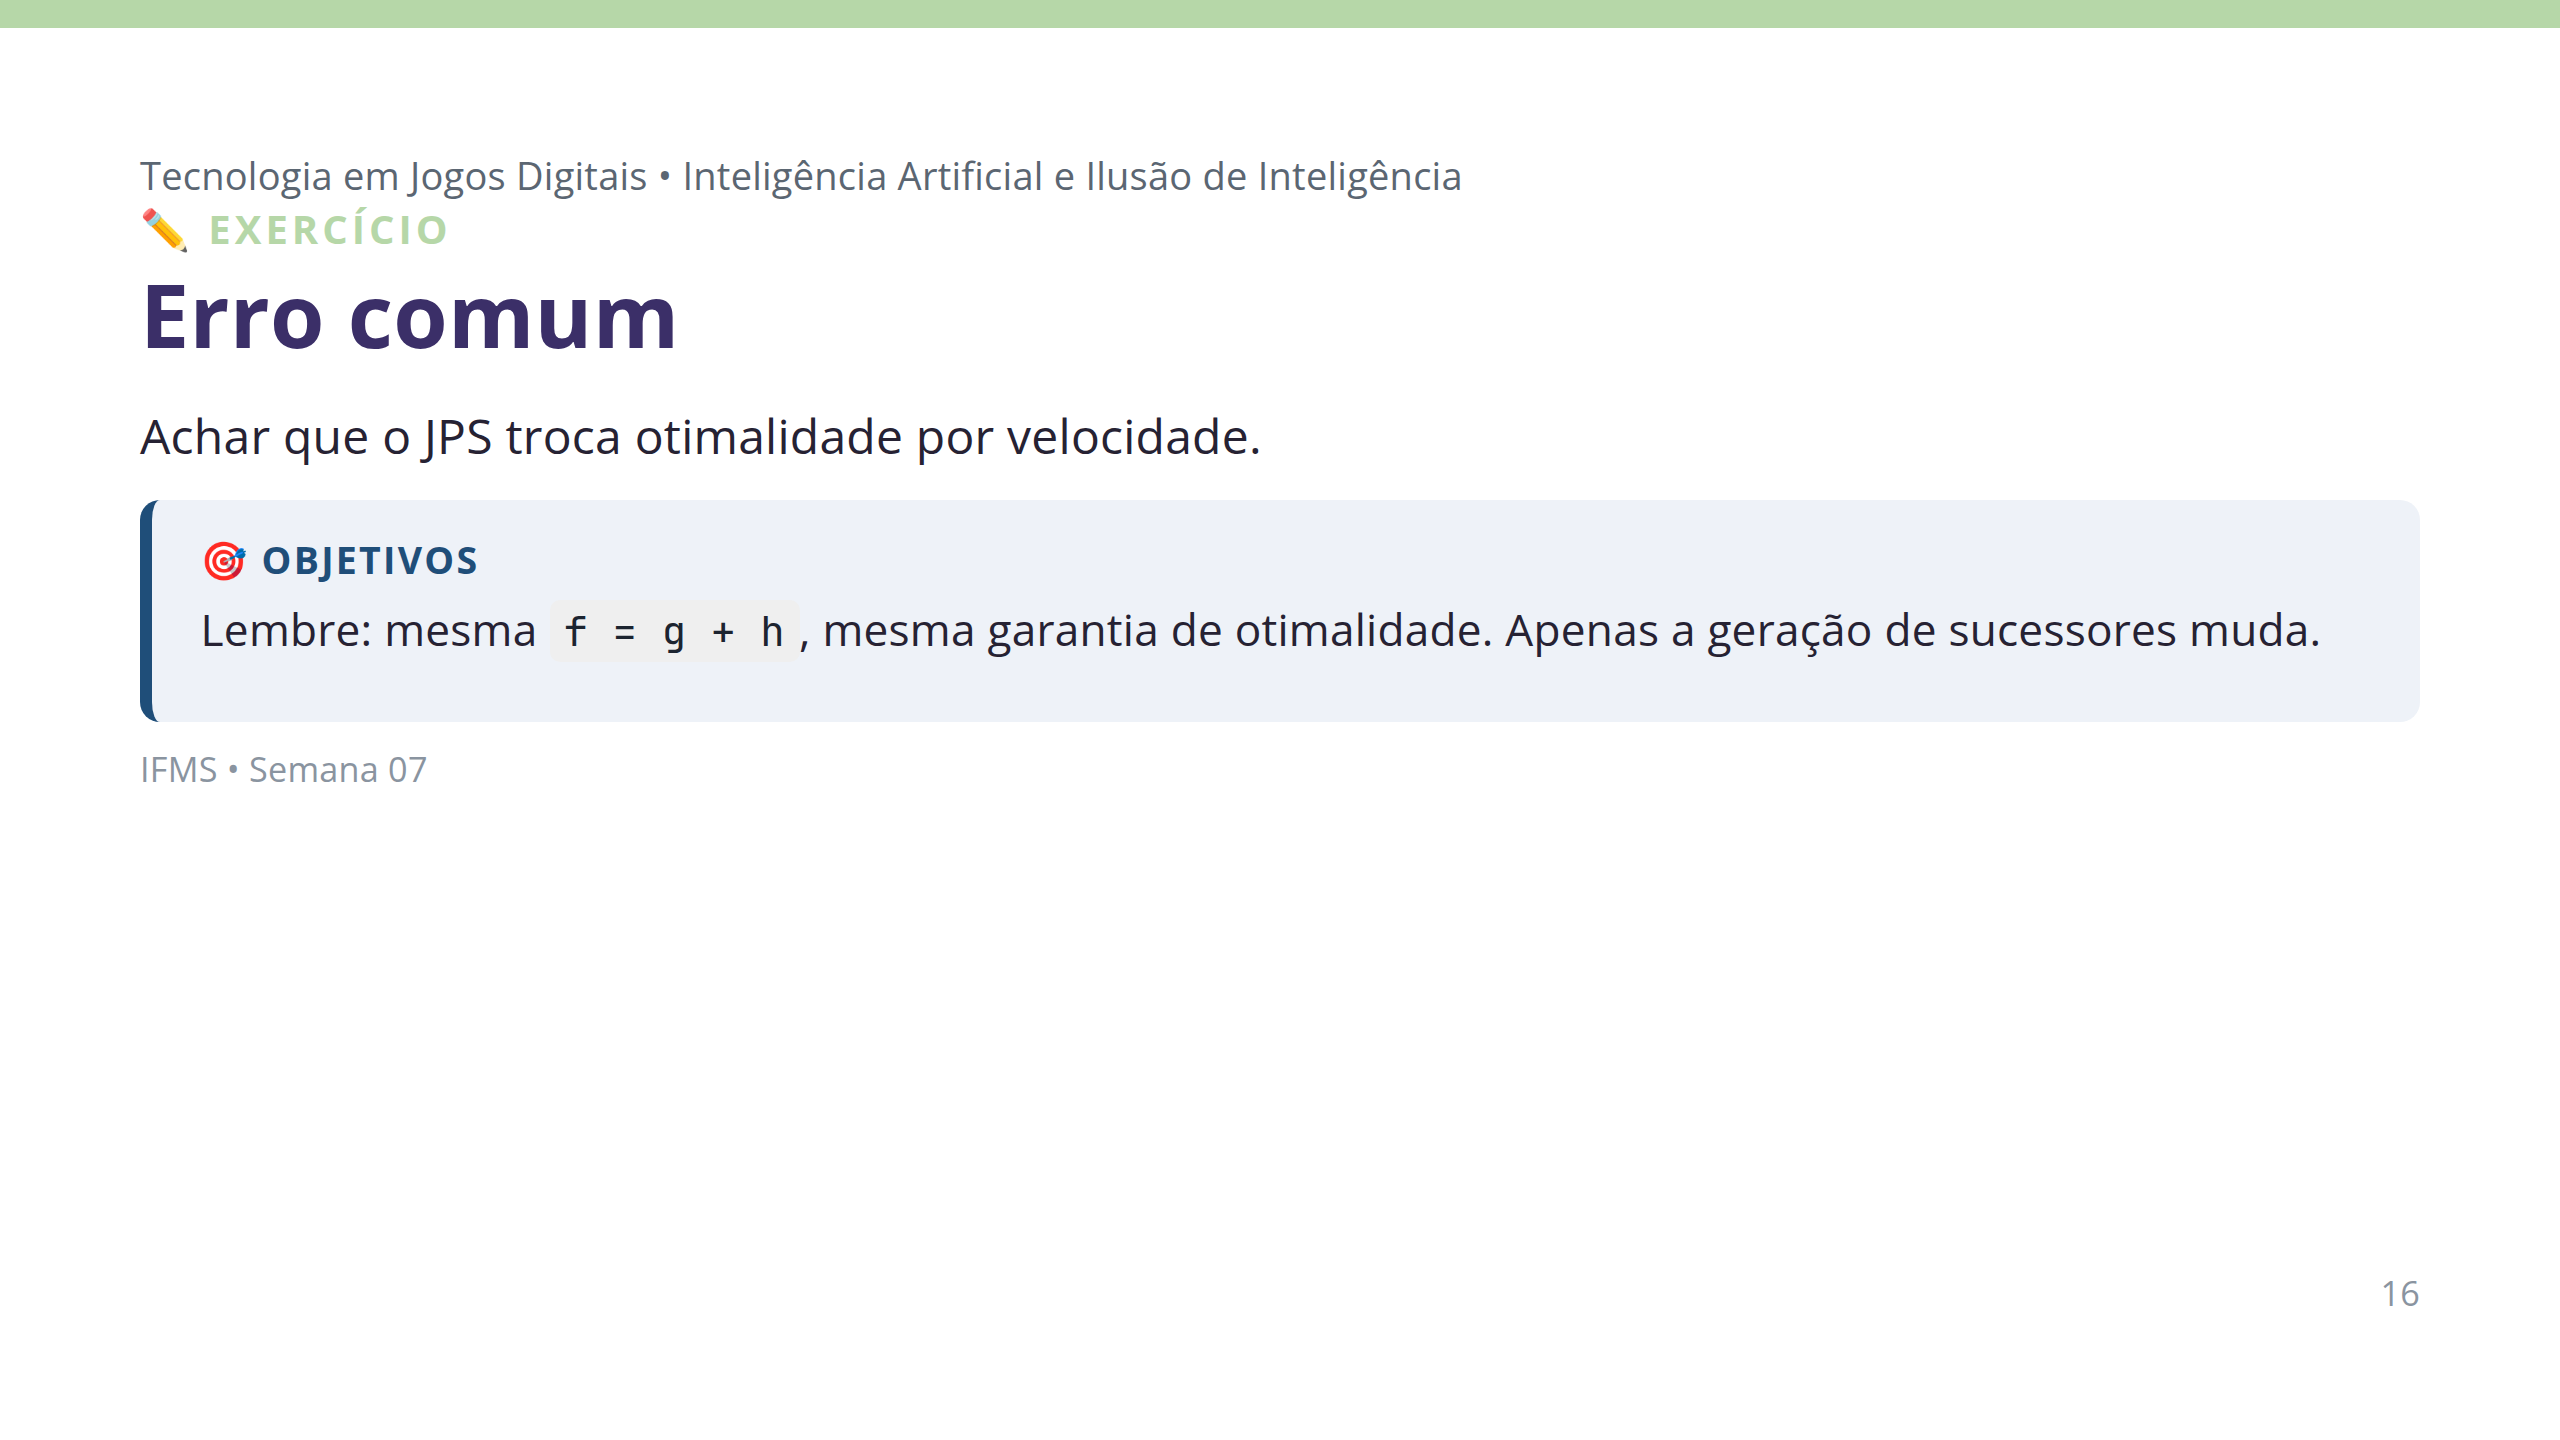 Tecnologia em Jogos Digitais • Inteligência Artificial e Ilusão de Inteligência
✏️ EXERCÍCIO
Erro comum
Achar que o JPS troca otimalidade por velocidade.
🎯 OBJETIVOS
Lembre: mesma f = g + h, mesma garantia de otimalidade. Apenas a geração de sucessores muda.
IFMS • Semana 07
16